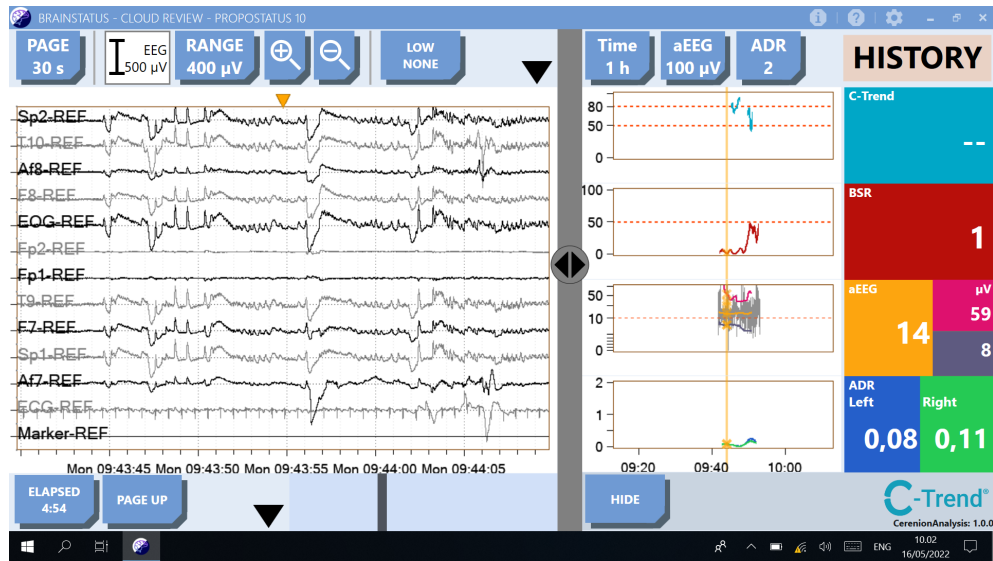 BRAINSTATUS - CLOUD REVIEW - PROPOSTATUS 10
PAGE
30 s
EEG
500 µV
RANGE
400 µV
LOW
NONE
Time
1 h
aEEG
100 µV
ADR
2
HISTORY
Sp2-REF
T10-REF
Af8-REF
F8-REF
EOG-REF
Fp2-REF
Fp1-REF
T9-REF
F7-REF
Sp1-REF
Af7-REF
ECG-REF
Marker-REF
Mon 09:43:45 Mon 09:43:50 Mon 09:43:55 Mon 09:44:00 Mon 09:44:05
80
50
0
100
50
0
50
10
0
2
1
0
09:20 09:40 10:00
C-Trend
--
BSR
1
aEEG
14
µV
59
8
ADR
Left
0,08
Right
0,11
ELAPSED
4:54
PAGE UP
HIDE
C-Trend®
CerenionAnalysis: 1.0.0
ENG
10.02
16/05/2022